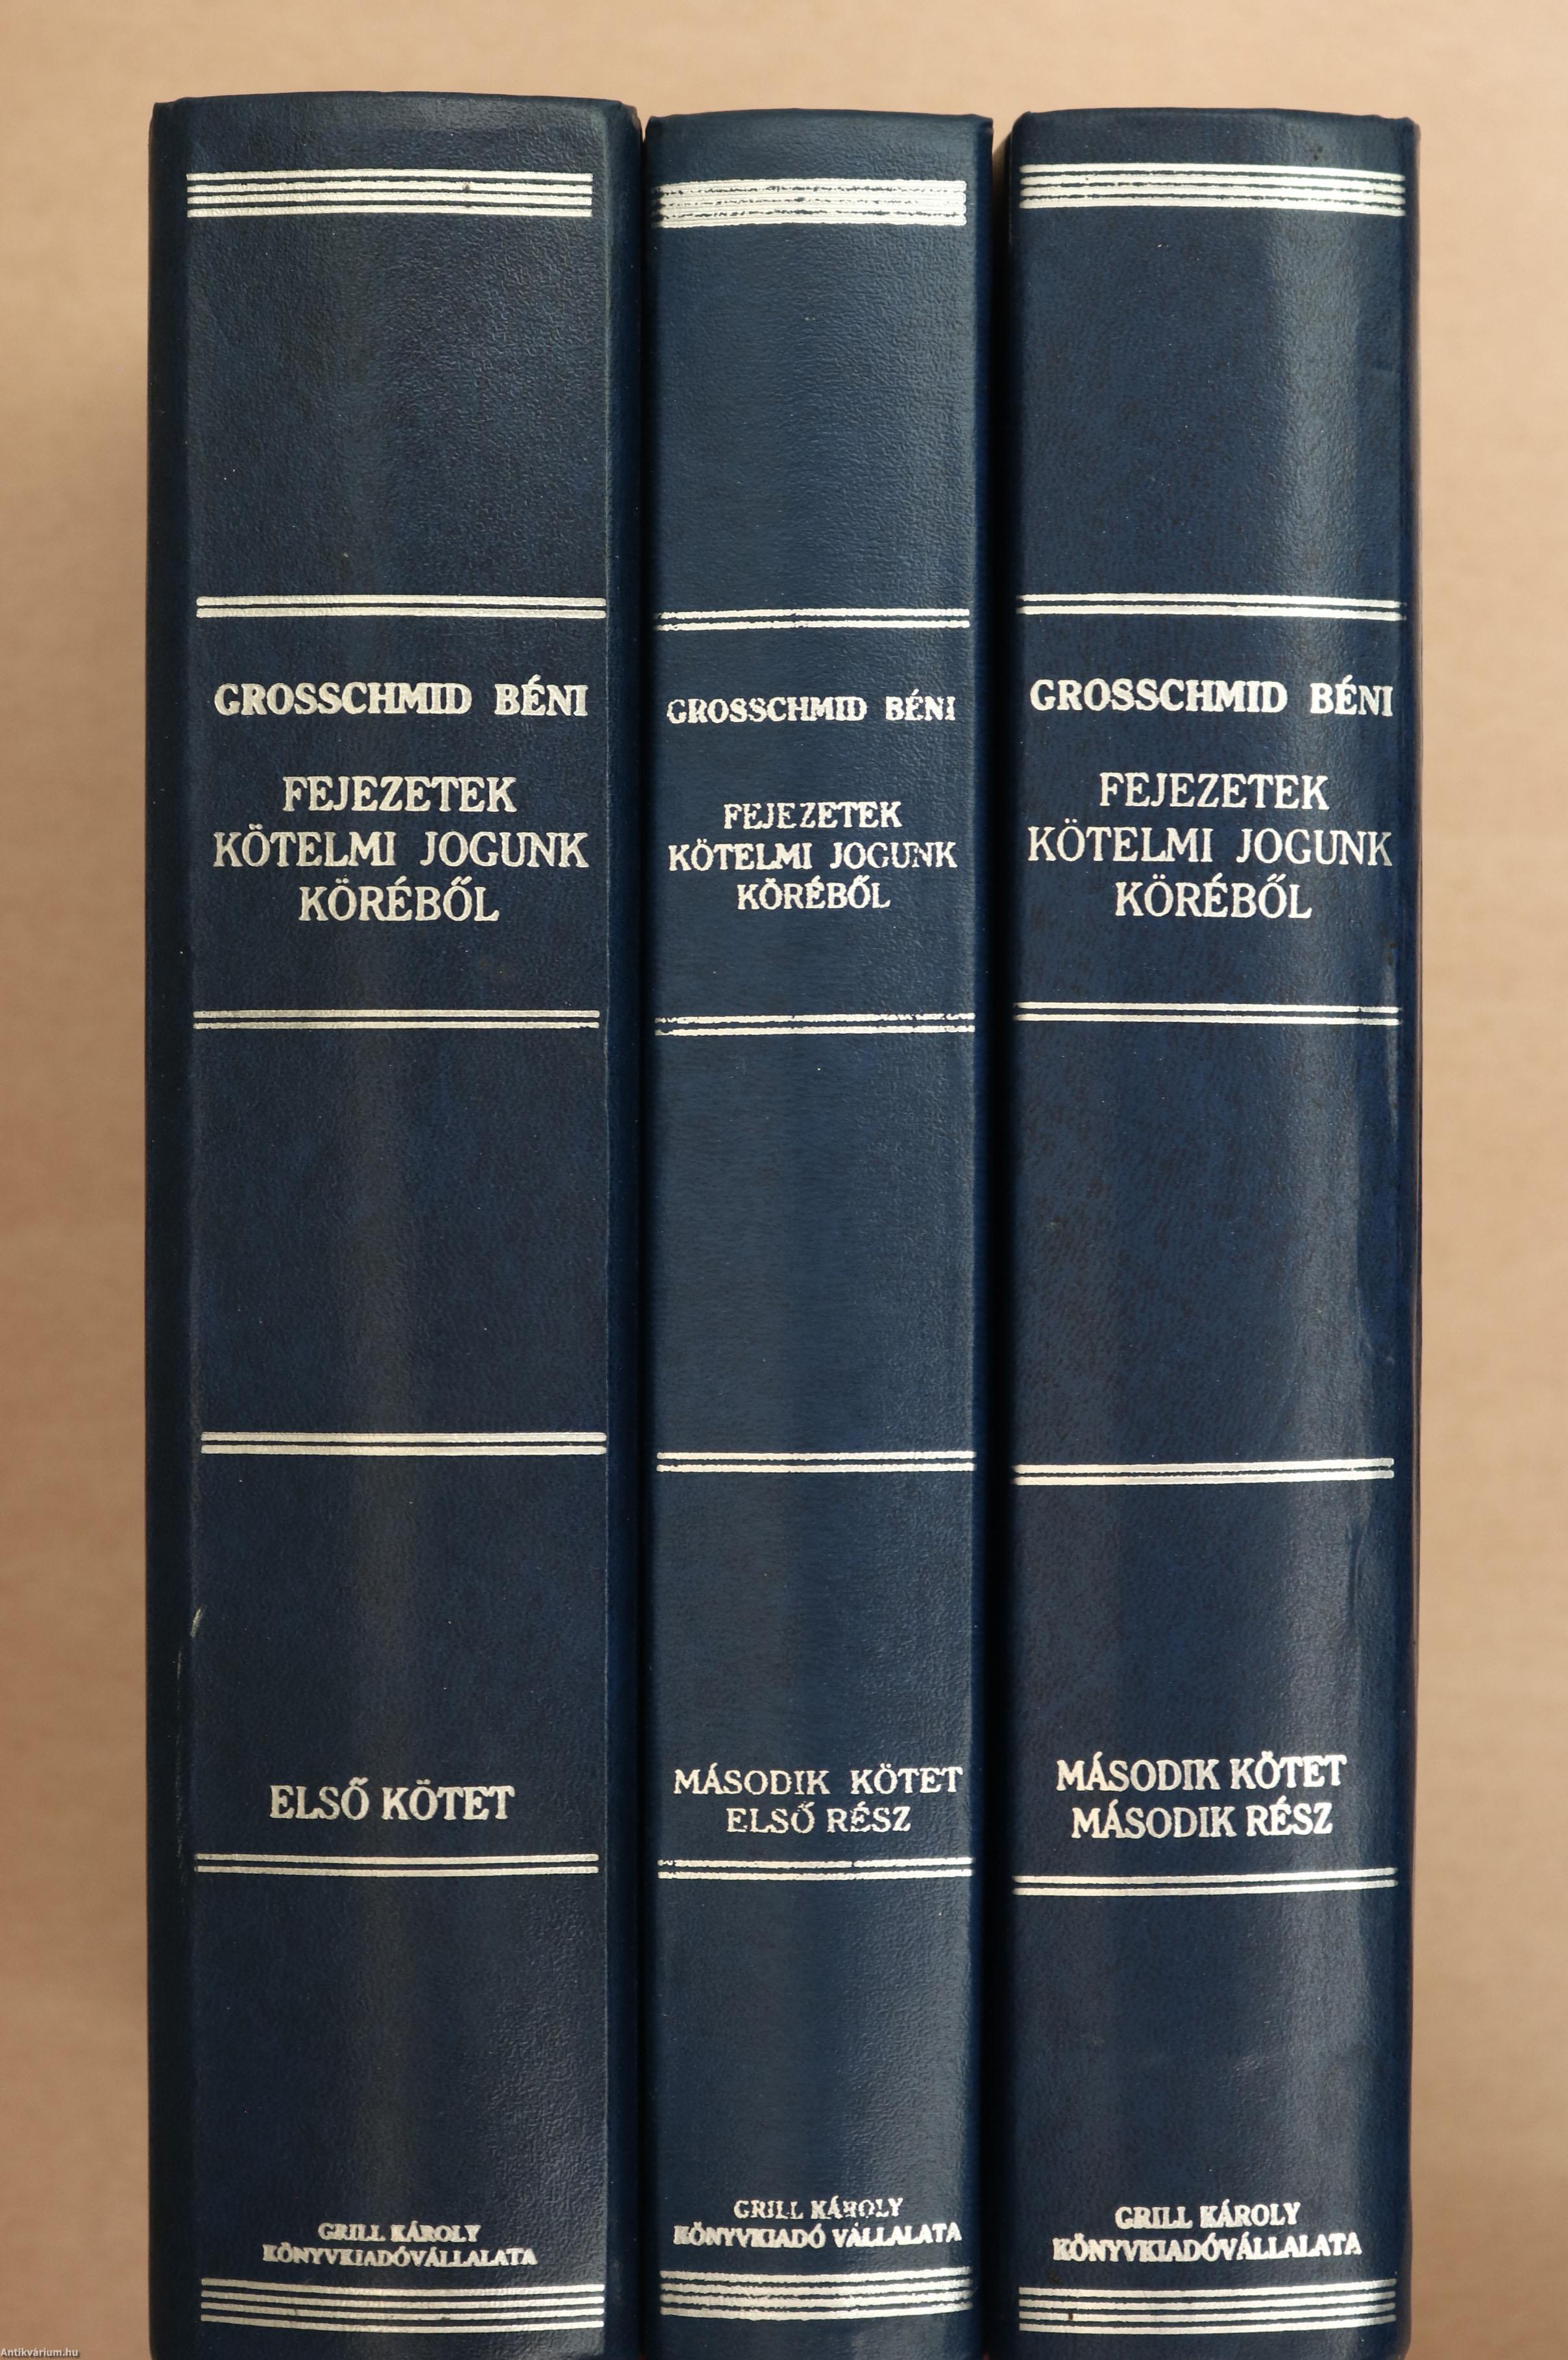 GROSSCHMID BÉNI
FEJEZETEK
KÖTELMI JOGUNK
KÖRÉBŐL
ELSŐ KÖTET
GRILL KÁROLY
KÖNYVKIADÓVÁLLALATA
GROSSCHMID BÉNI
FEJEZETEK
KÖTELMI JOGUNK
KÖRÉBŐL
MÁSODIK KÖTET
ELSŐ RÉSZ
GRILL KÁROLY
KÖNYVKIADÓ VÁLLALATA
GROSSCHMID BÉNI
FEJEZETEK
KÖTELMI JOGUNK
KÖRÉBŐL
MÁSODIK KÖTET
MÁSODIK RÉSZ
GRILL KÁROLY
KÖNYVKIADÓVÁLLALATA
Antikvárium.hu